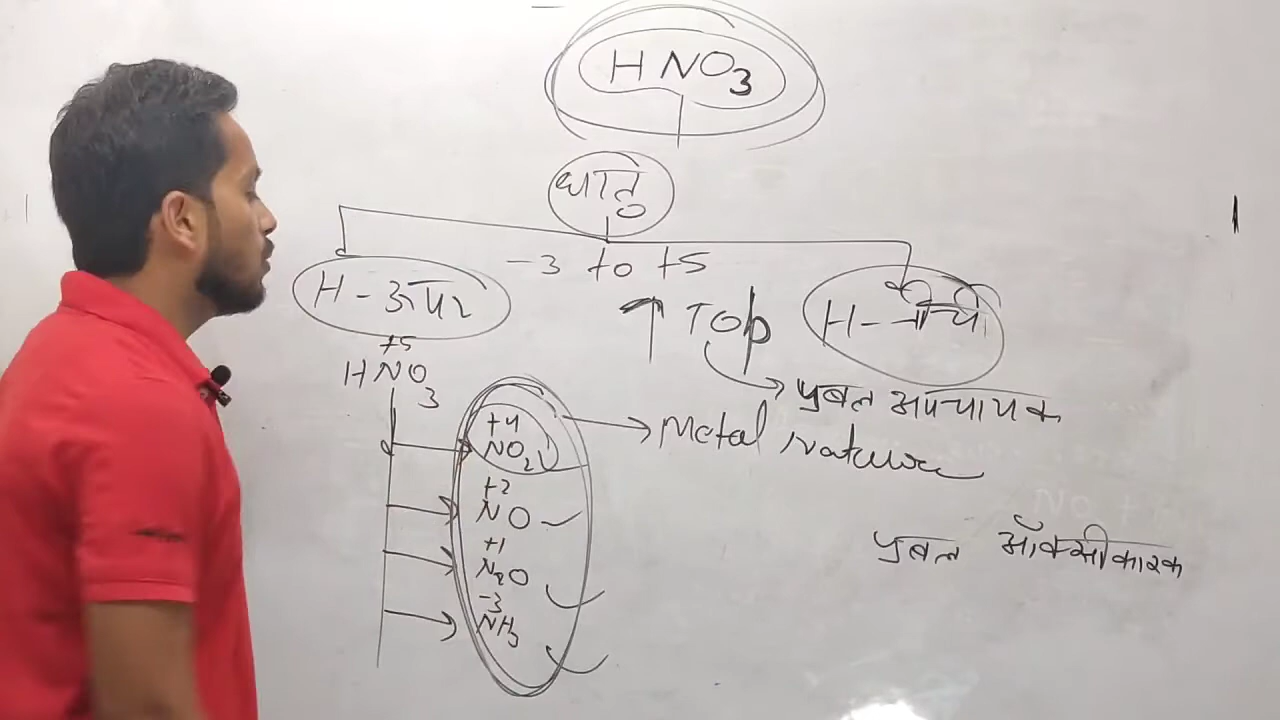 HNO3
धातु
-3 to +5
H-ऊपर
H-नीचे
↑ Top
+5
HNO3
→ प्रबल अपचायक
+4
NO2
→ Metal Nature
+2
NO
+1
N2O
प्रबल ऑक्सीकारक
-3
NH3